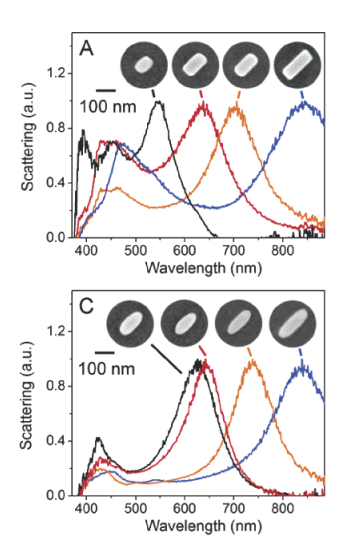 A
100 nm
Scattering (a.u.)
1.2
0.8
0.4
0.0
400 500 600 700 800
Wavelength (nm)
C
100 nm
Scattering (a.u.)
1.2
0.8
0.4
0.0
400 500 600 700 800
Wavelength (nm)